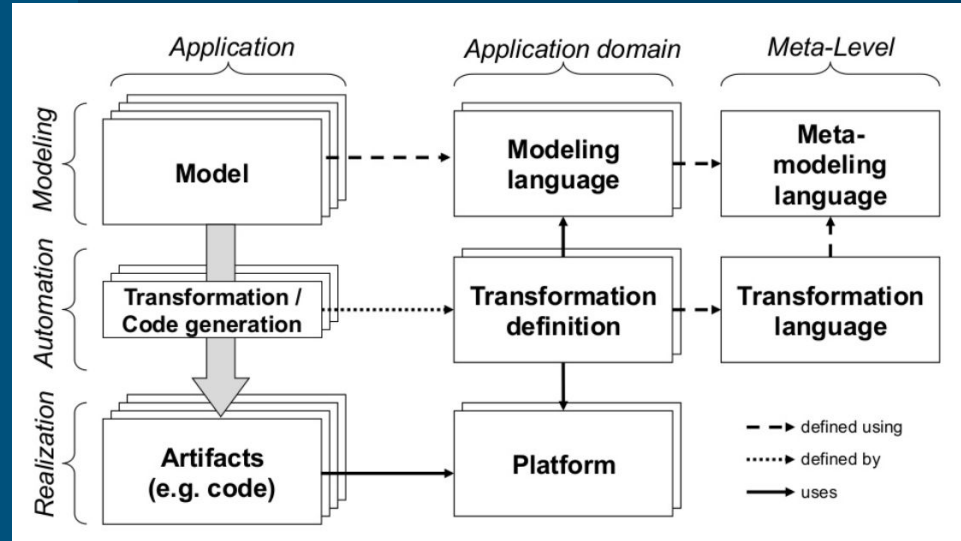 Application
Application domain
Meta-Level
Modeling
Model
Modeling
language
Meta-
modeling
language
Automation
Transformation /
Code generation
Transformation
definition
Transformation
language
Realization
Artifacts
(e.g. code)
Platform
defined using
defined by
uses